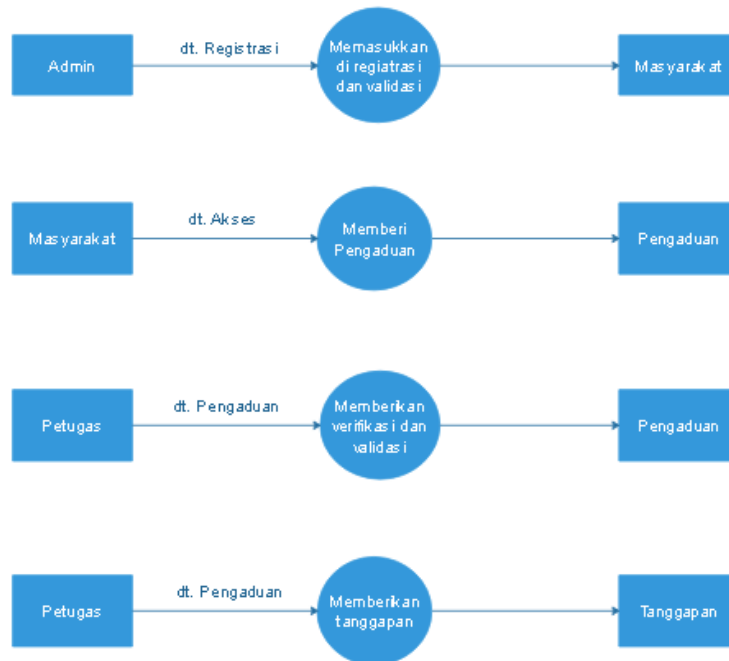 Admin
dt. Registrasi
Memasukkan
di regiatrasi
dan validasi
Masyarakat
Masyarakat
dt. Akses
Memberi
Pengaduan
Pengaduan
Petugas
dt. Pengaduan
Memberikan
verifikasi dan
validasi
Pengaduan
Petugas
dt. Pengaduan
Memberikan
tanggapan
Tanggapan